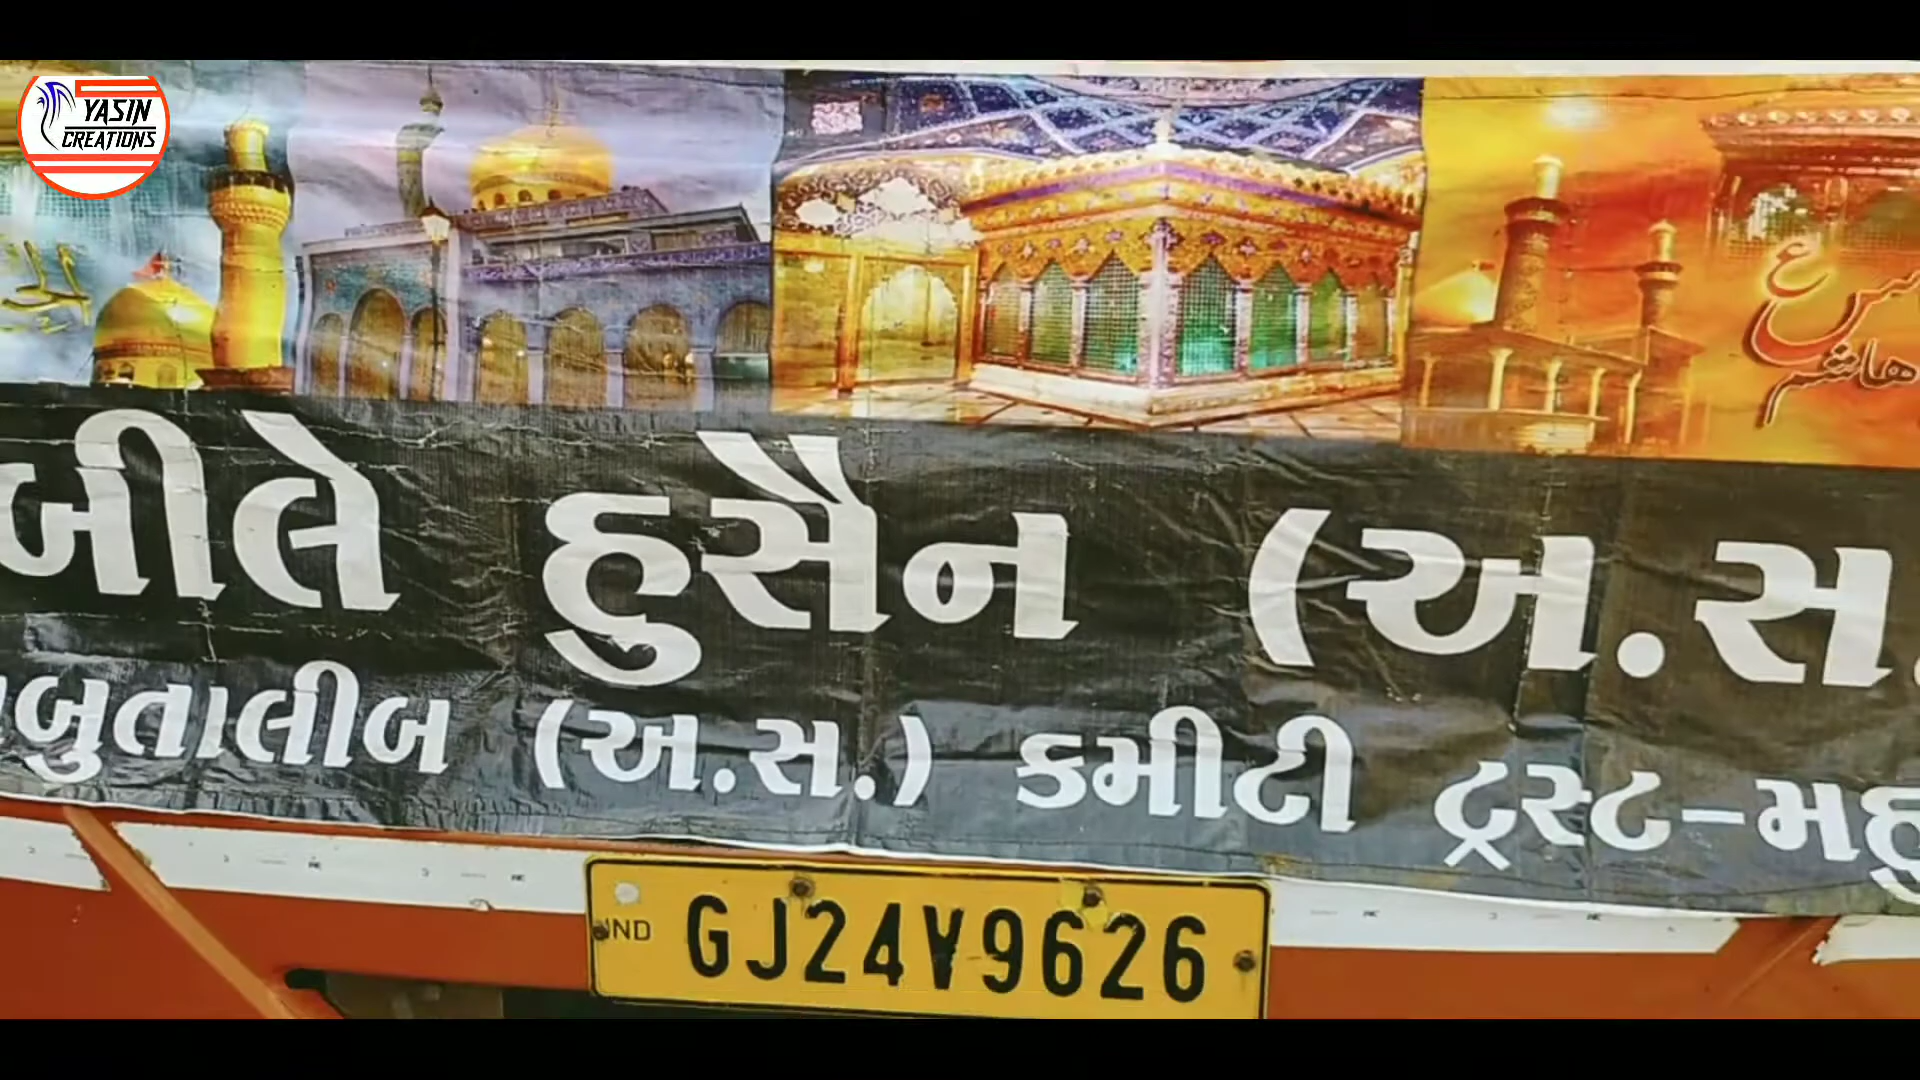 YASIN
CREATIONS
બીલે હુસૈન (અ.સ.
બુતાલીબ (અ.સ.) કમીટી ટ્રસ્ટ-મહુ
IND
GJ24V9626